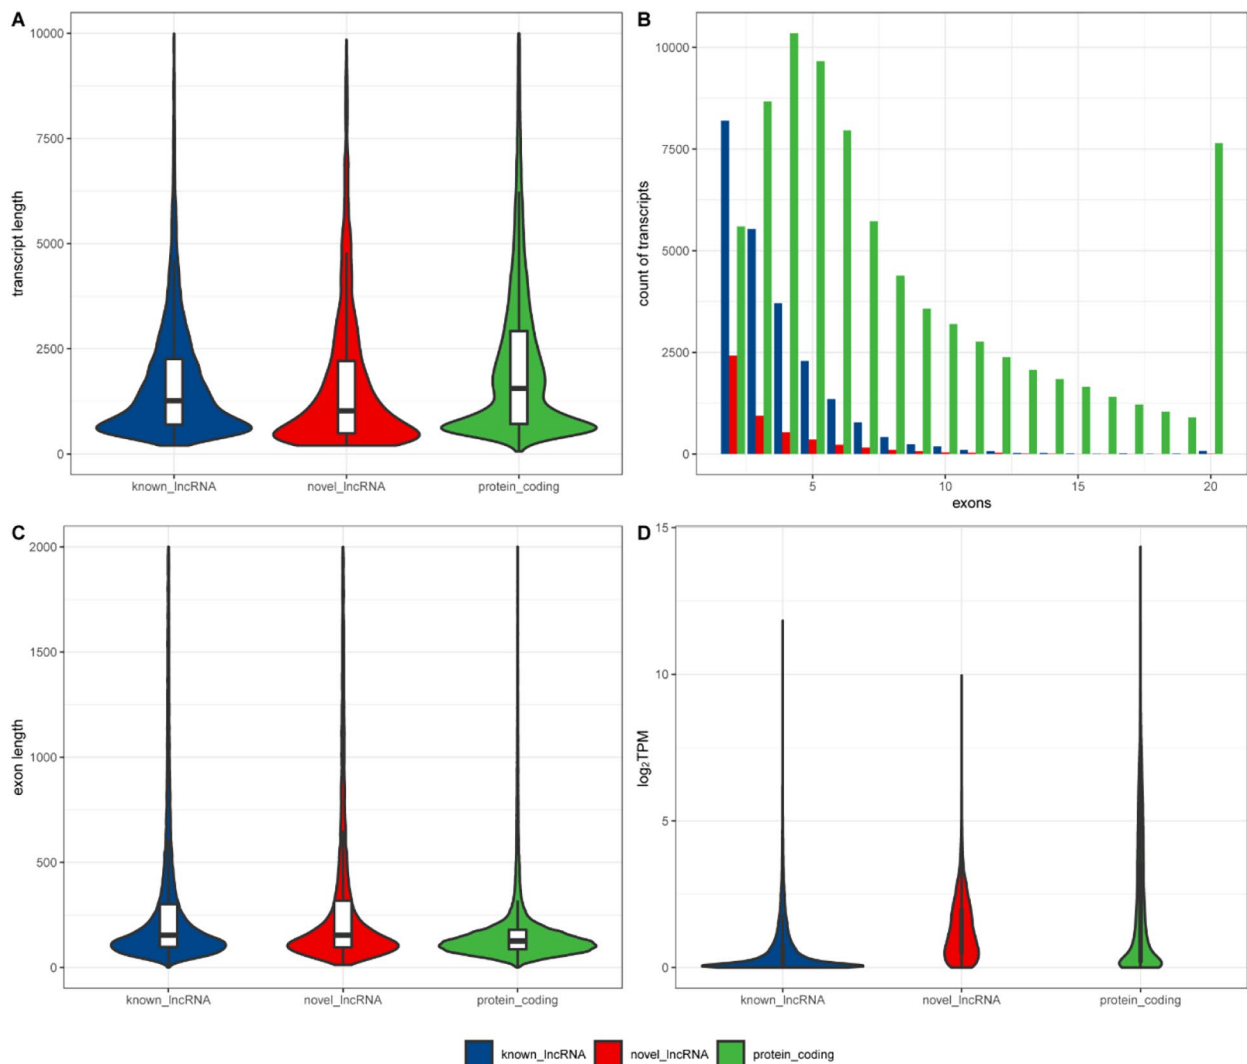 A
10000
7500
5000
2500
0
transcript length
known_lncRNA novel_lncRNA protein_coding
B
10000
7500
5000
2500
0
count of transcripts
5 10 15 20
exons
C
2000
1500
1000
500
0
exon length
known_lncRNA novel_lncRNA protein_coding
D
15
10
5
0
log₂TPM
known_lncRNA novel_lncRNA protein_coding
known_lncRNA novel_lncRNA protein_coding